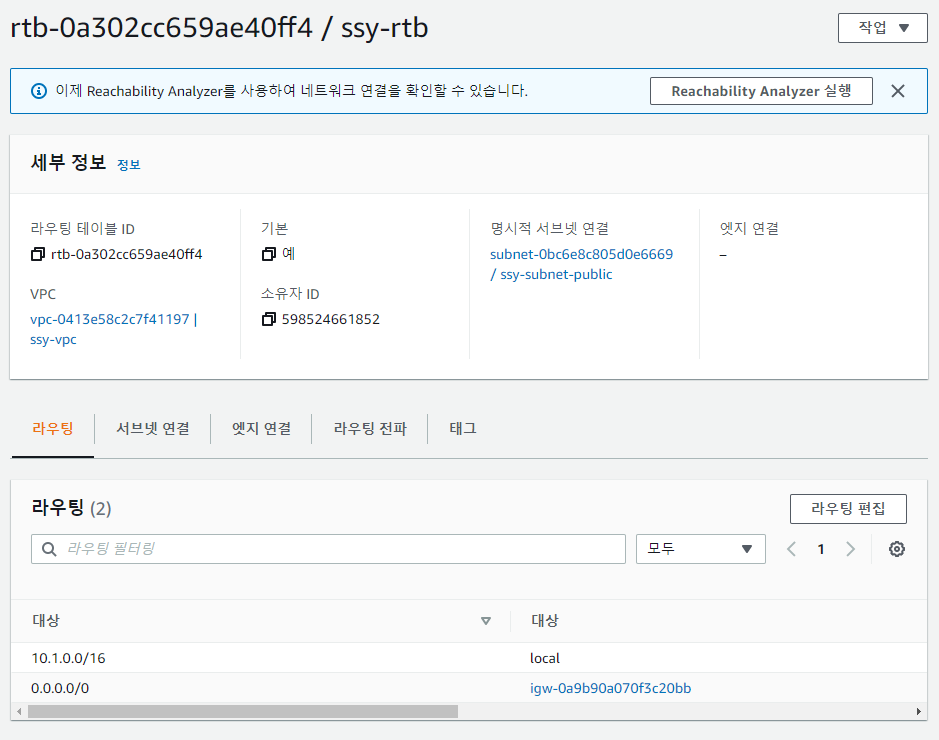 rtb-0a302cc659ae40ff4 / ssy-rtb
작업
이제 Reachability Analyzer를 사용하여 네트워크 연결을 확인할 수 있습니다.
Reachability Analyzer 실행
세부 정보 정보
라우팅 테이블 ID
rtb-0a302cc659ae40ff4
VPC
vpc-0413e58c2c7f41197 |
ssy-vpc
기본
예
소유자 ID
598524661852
명시적 서브넷 연결
subnet-0bc6e8c805d0e6669
/ ssy-subnet-public
엣지 연결
–
라우팅 서브넷 연결 엣지 연결 라우팅 전파 태그
라우팅 (2)
라우팅 편집
라우팅 필터링
모두
1
대상 대상
10.1.0.0/16 local
0.0.0.0/0 igw-0a9b90a070f3c20bb